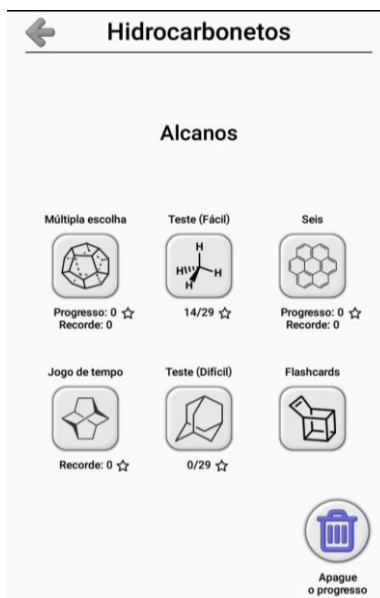 Hidrocarbonetos
Alcanos
Múltipla escolha
Progresso: 0
Recorde: 0
Teste (Fácil)
H
H
H
H
14/29
Seis
Progresso: 0
Recorde: 0
Jogo de tempo
Recorde: 0
Teste (Difícil)
0/29
Flashcards
Apague
o progresso